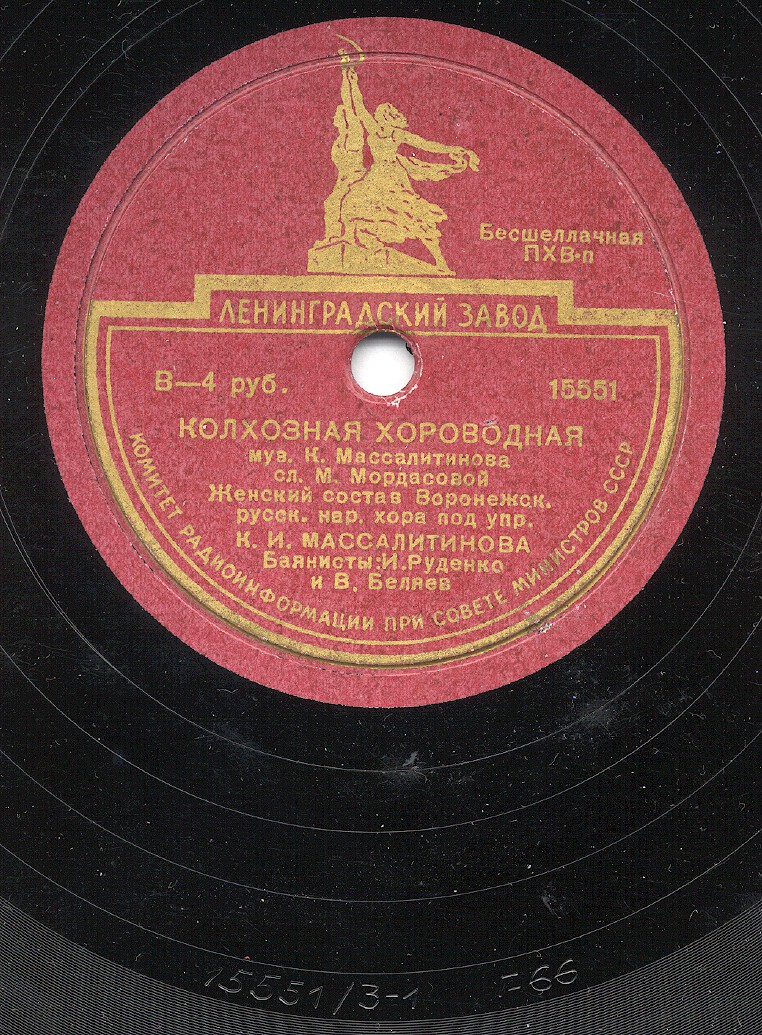 Бесшеллачная
ПХВ-п
ЛЕНИНГРАДСКИЙ ЗАВОД
В—4 руб. 15551
КОЛХОЗНАЯ ХОРОВОДНАЯ
муз. К. Массалитинова
сл. М. Мордасовой
Женский состав Воронежск.
русск. нар. хора под упр.
К. И. МАССАЛИТИНОВА
Баянисты: И. Руденко
и В. Беляев
КОМИТЕТ РАДИОИНФОРМАЦИИ ПРИ СОВЕТЕ МИНИСТРОВ СССР
15551/3-1 =66